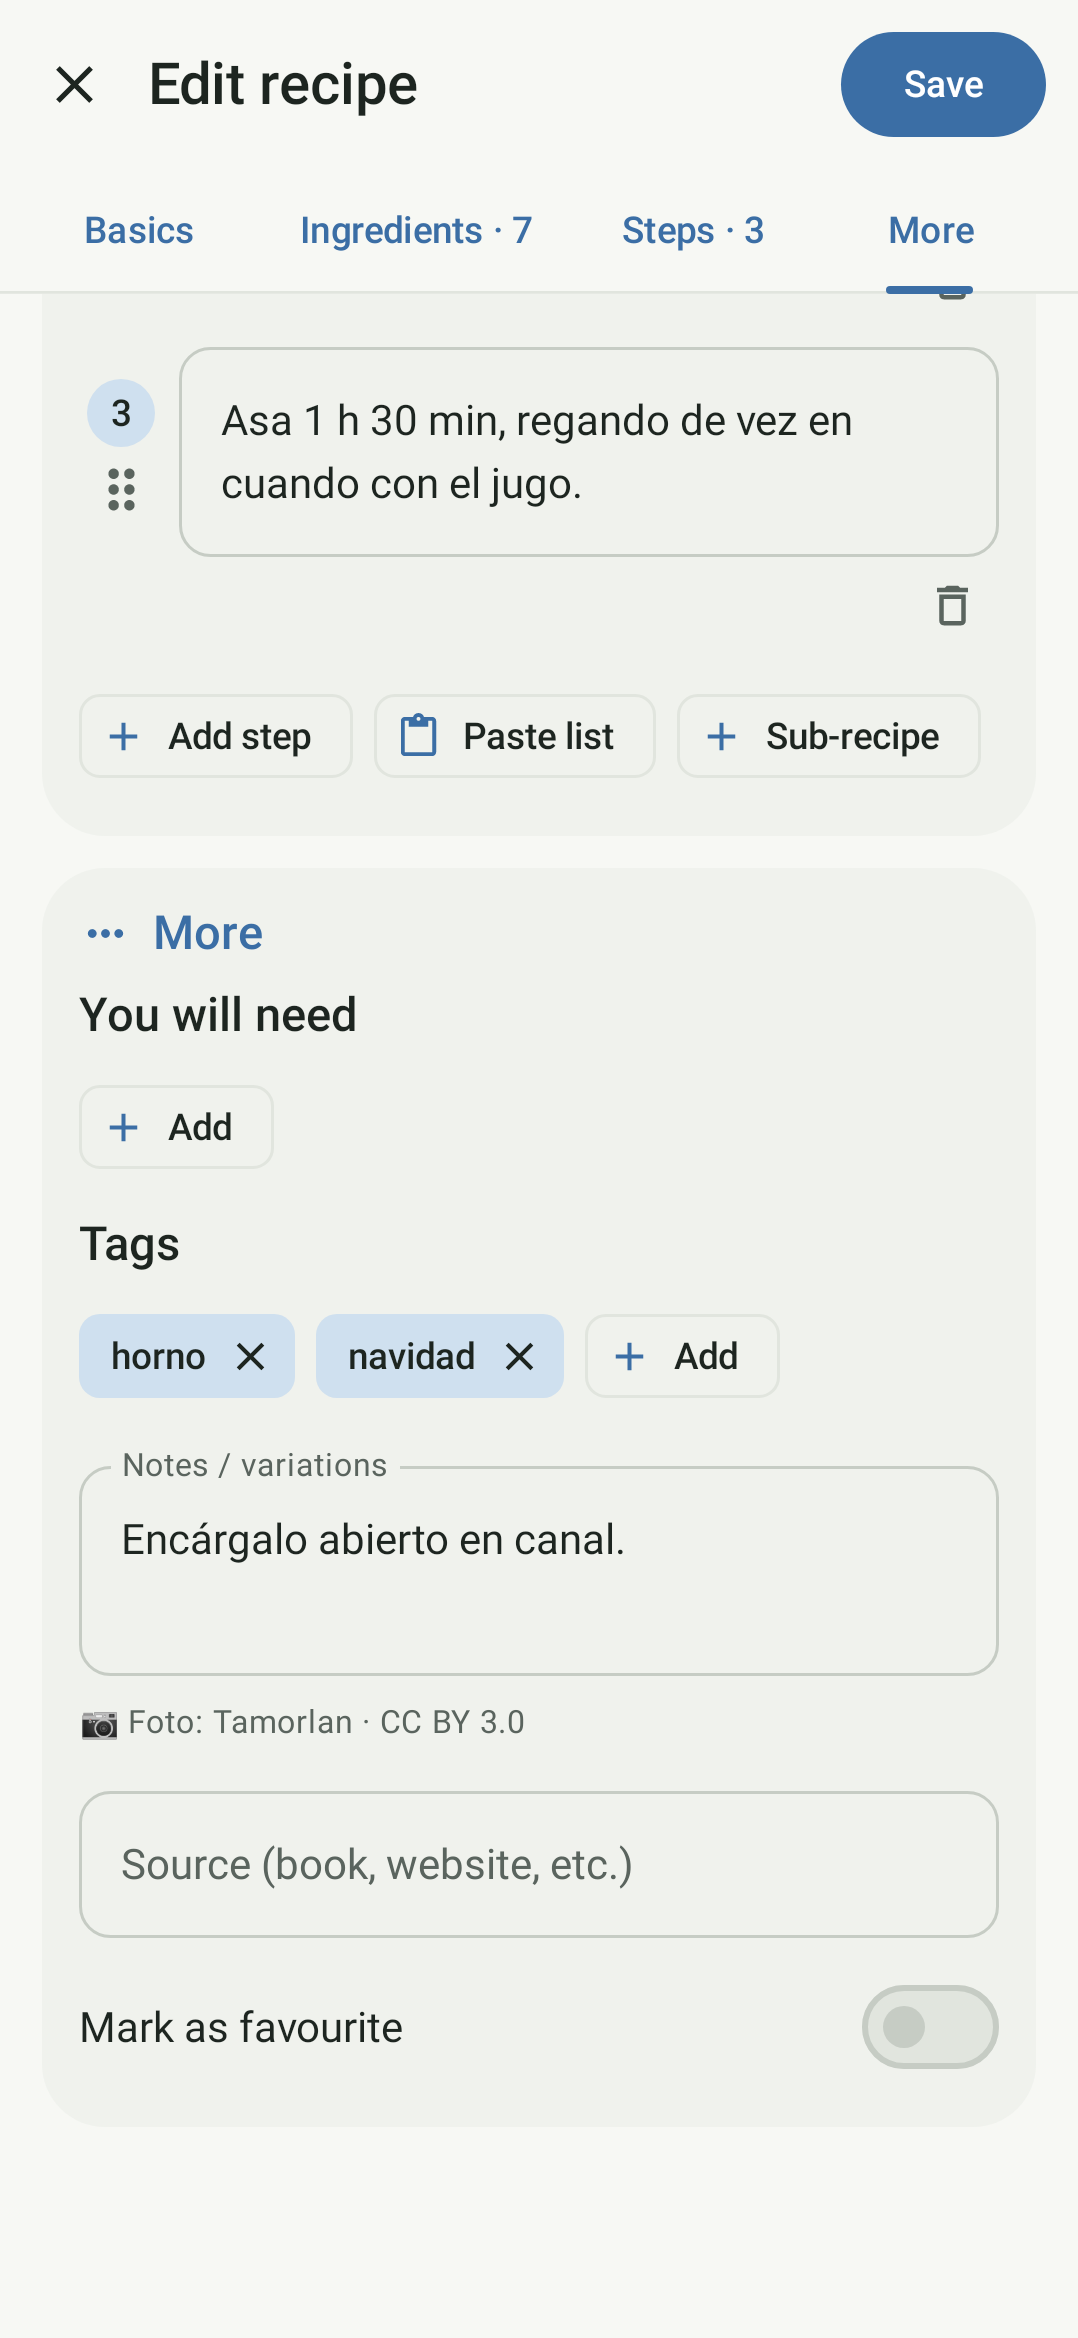 Edit recipe
Save
Basics
Ingredients · 7
Steps · 3
More
3
Asa 1 h 30 min, regando de vez en
cuando con el jugo.
Add step
Paste list
Sub-recipe
More
You will need
Add
Tags
horno
navidad
Add
Notes / variations
Encárgalo abierto en canal.
📷 Foto: Tamorlan · CC BY 3.0
Source (book, website, etc.)
Mark as favourite